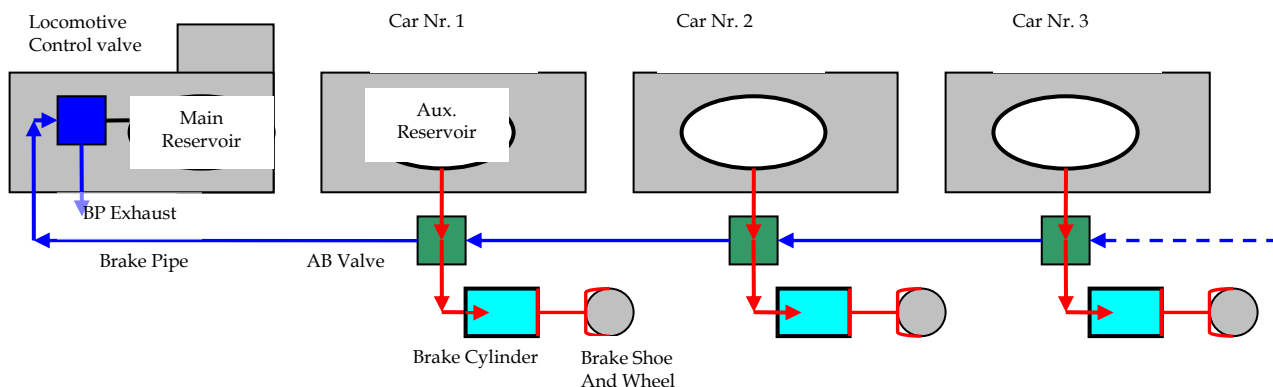 Locomotive
Control valve
Car Nr. 1
Car Nr. 2
Car Nr. 3
Main
Reservoir
Aux.
Reservoir
BP Exhaust
Brake Pipe
AB Valve
Brake Cylinder
Brake Shoe
And Wheel